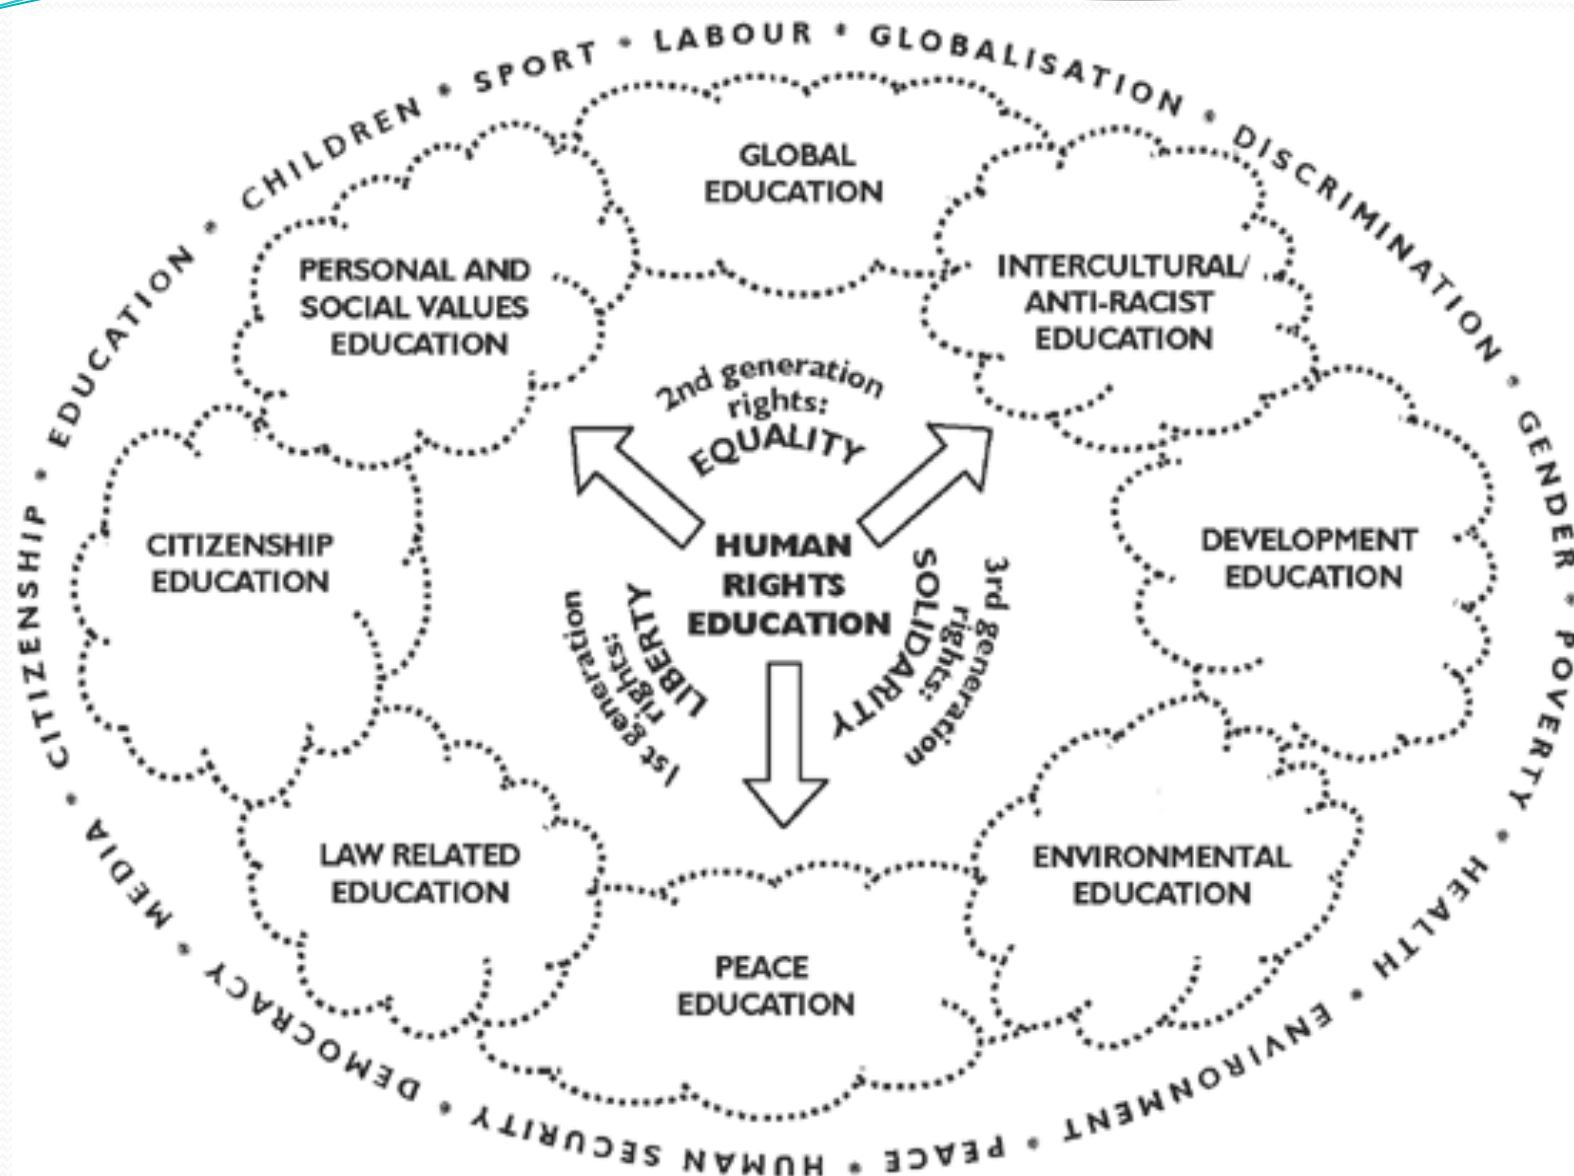 CITIZENSHIP * EDUCATION * CHILDREN * SPORT * LABOUR * GLOBALISATION * DISCRIMINATION * GENDER * POVERTY * HEALTH * ENVIRONMENT * PEACE * HUMAN SECURITY * DEMOCRACY * MEDIA *
GLOBAL
EDUCATION
PERSONAL AND
SOCIAL VALUES
EDUCATION
INTERCULTURAL/
ANTI-RACIST
EDUCATION
2nd generation
rights:
EQUALITY
CITIZENSHIP
EDUCATION
HUMAN
RIGHTS
EDUCATION
DEVELOPMENT
EDUCATION
1st generation
rights:
LIBERTY
3rd generation
rights:
SOLIDARITY
LAW RELATED
EDUCATION
ENVIRONMENTAL
EDUCATION
PEACE
EDUCATION